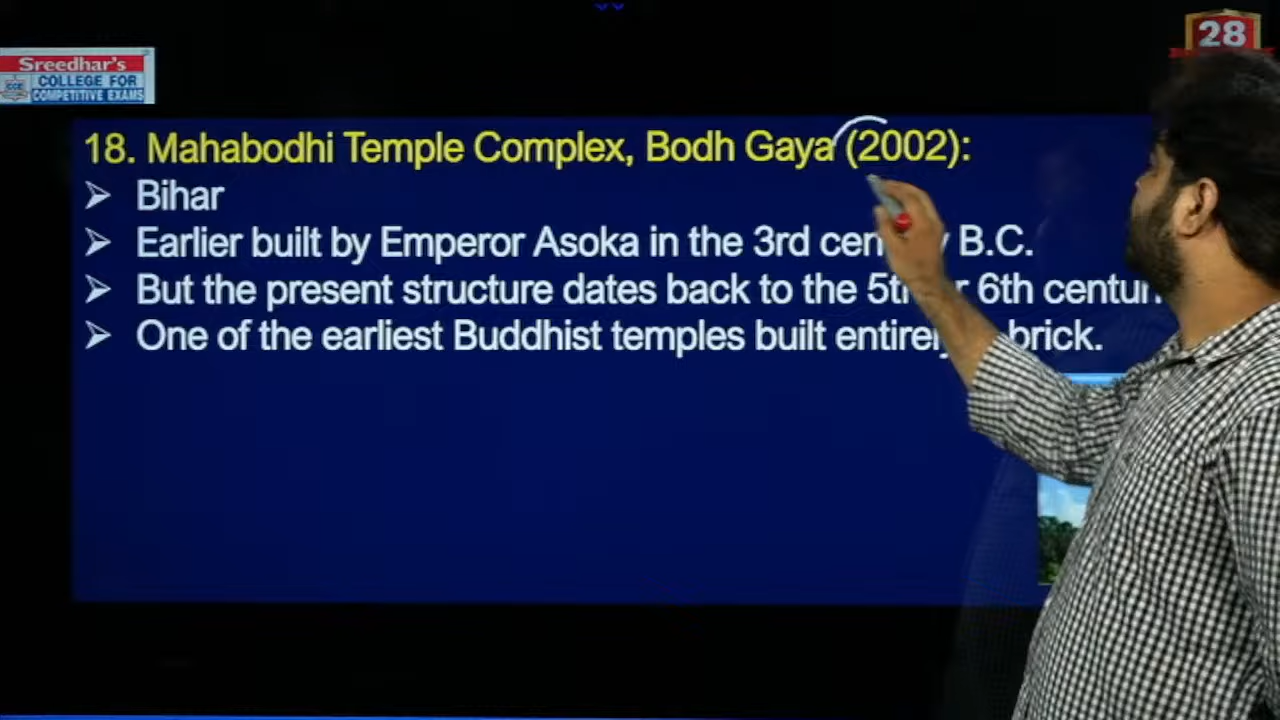 28
Sreedhar's
CCE
COLLEGE FOR
COMPETITIVE EXAMS
18. Mahabodhi Temple Complex, Bodh Gaya (2002):
➢ Bihar
➢ Earlier built by Emperor Asoka in the 3rd B.C.
➢ But the present structure dates back to the 6th
➢ One of the earliest Buddhist temples built brick.